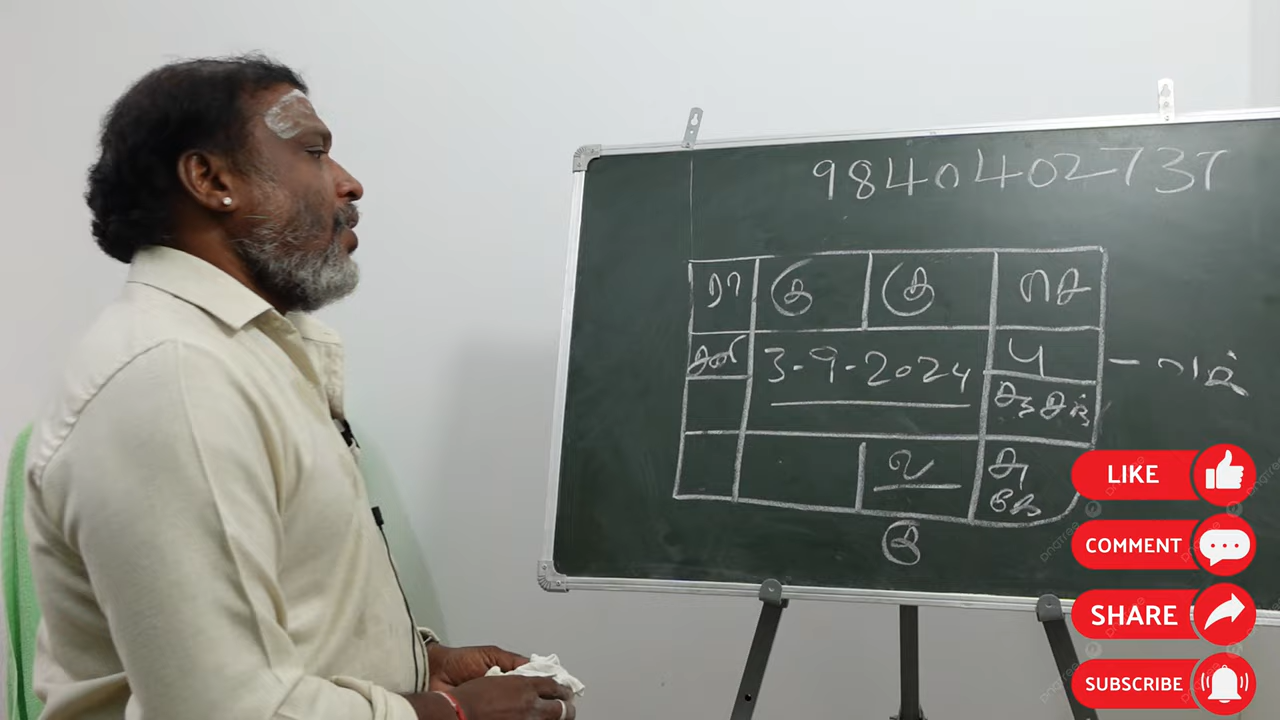 9840402737
ரா கு கு செ
சனி 3-9-2024 பு
சூ சந்
ல சு
கே
கு
LIKE
COMMENT
SHARE
SUBSCRIBE